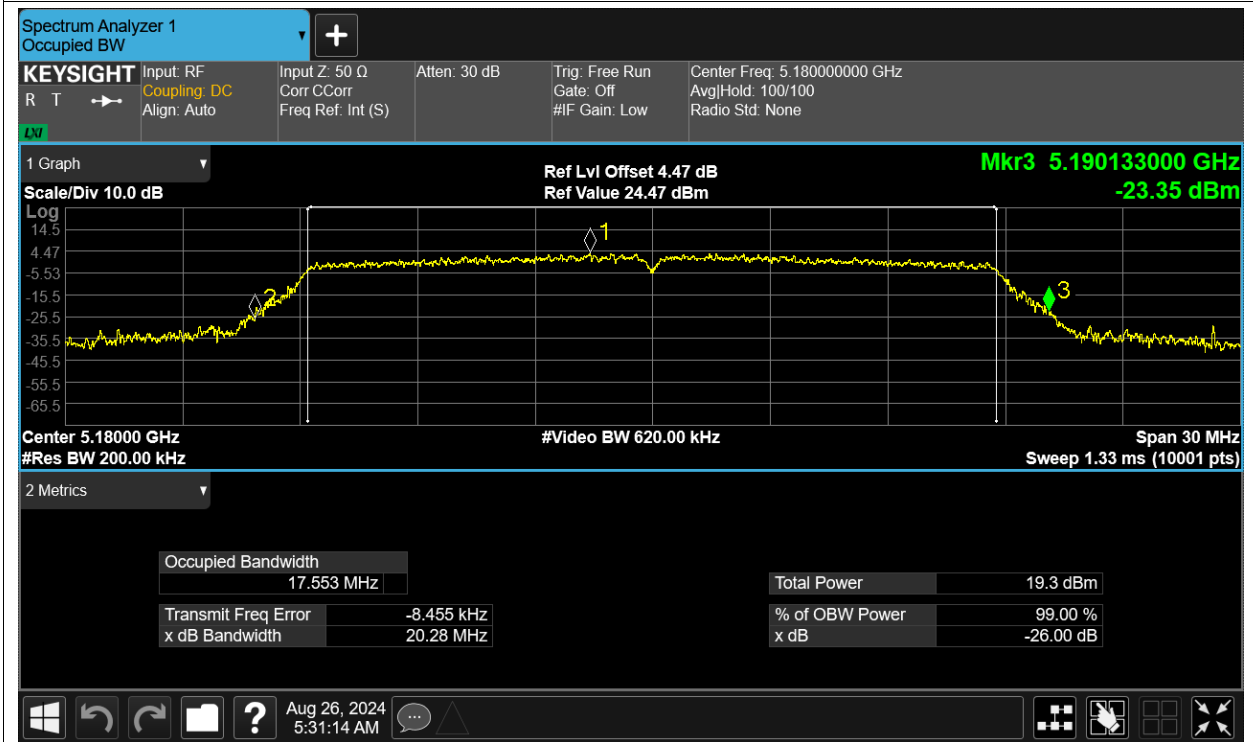 Spectrum Analyzer 1
Occupied BW
KEYSIGHT
R T
LXI
Input: RF
Coupling: DC
Align: Auto
Input Z: 50 Ω
Corr CCorr
Freq Ref: Int (S)
Atten: 30 dB
Trig: Free Run
Gate: Off
#IF Gain: Low
Center Freq: 5.180000000 GHz
Avg|Hold: 100/100
Radio Std: None
1 Graph
Scale/Div 10.0 dB
Ref Lvl Offset 4.47 dB
Ref Value 24.47 dBm
Mkr3 5.190133000 GHz
-23.35 dBm
Log
14.5
4.47
-5.53
-15.5
-25.5
-35.5
-45.5
-55.5
-65.5
1
2
3
Center 5.18000 GHz
#Res BW 200.00 kHz
#Video BW 620.00 kHz
Span 30 MHz
Sweep 1.33 ms (10001 pts)
2 Metrics
Occupied Bandwidth
17.553 MHz
Transmit Freq Error -8.455 kHz
x dB Bandwidth 20.28 MHz
Total Power 19.3 dBm
% of OBW Power 99.00 %
x dB -26.00 dB
?
Aug 26, 2024
5:31:14 AM